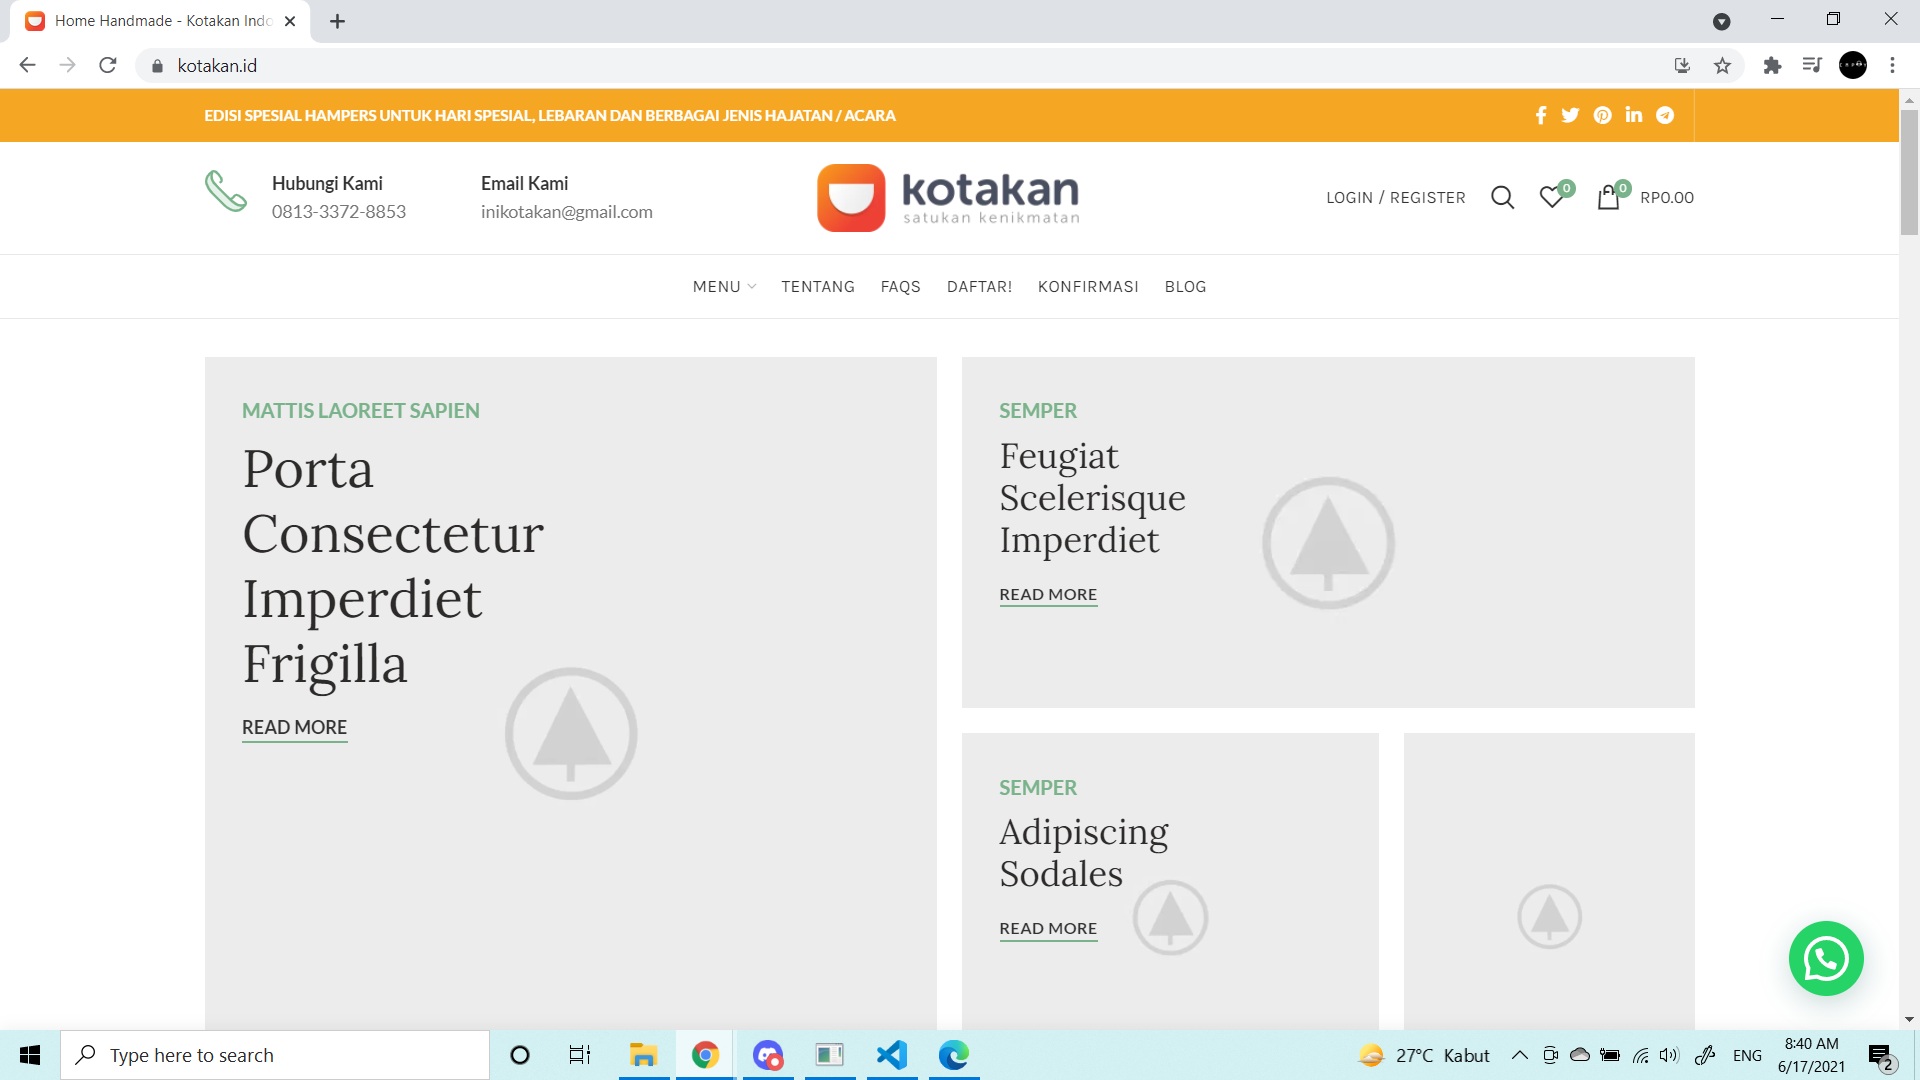 Home Handmade - Kotakan Indo
kotakan.id
EDISI SPESIAL HAMPERS UNTUK HARI SPESIAL, LEBARAN DAN BERBAGAI JENIS HAJATAN / ACARA
Hubungi Kami
0813-3372-8853
Email Kami
inikotakan@gmail.com
kotakan
satukan kenikmatan
LOGIN / REGISTER
0
0
RP0.00
MENU
TENTANG
FAQS
DAFTAR!
KONFIRMASI
BLOG
MATTIS LAOREET SAPIEN
Porta
Consectetur
Imperdiet
Frigilla
READ MORE
SEMPER
Feugiat
Scelerisque
Imperdiet
READ MORE
SEMPER
Adipiscing
Sodales
READ MORE
Type here to search
27°C Kabut
ENG
8:40 AM
6/17/2021
2